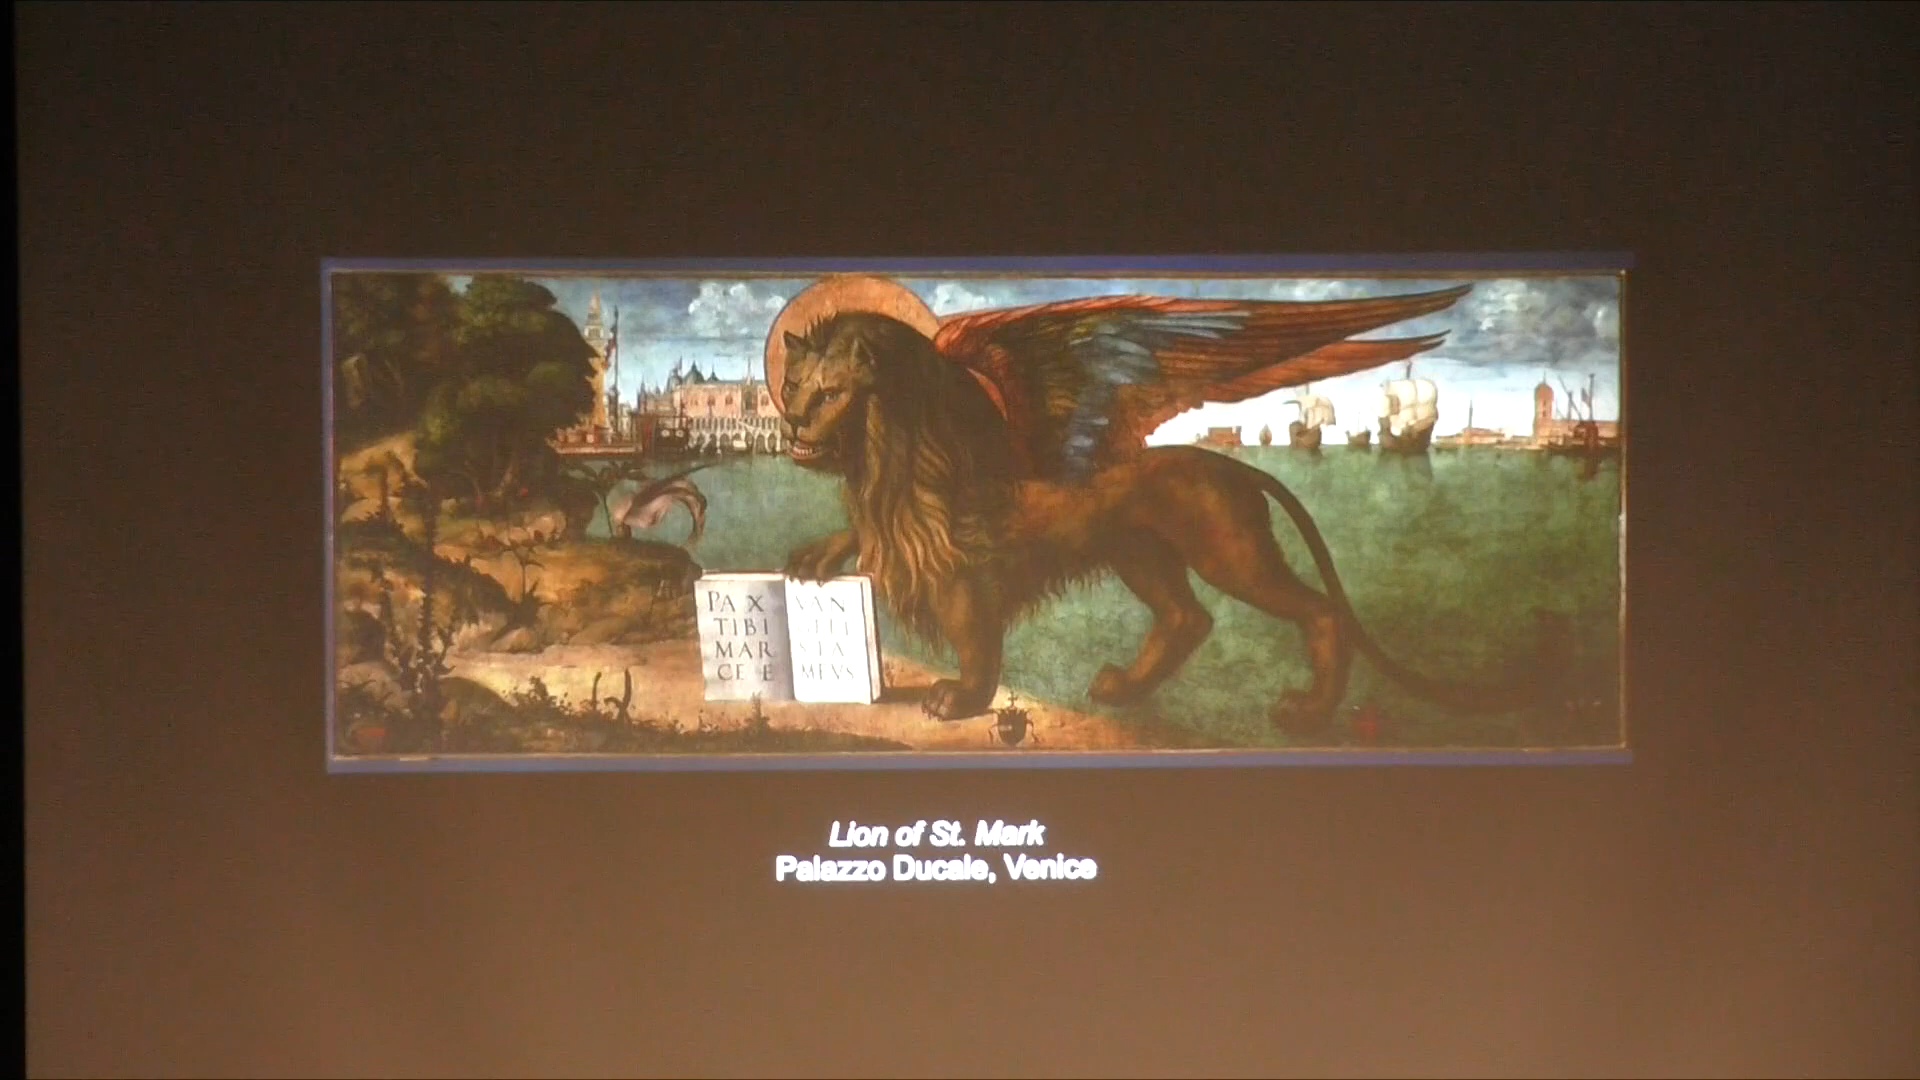 PA X
TIBI
MAR
CE E
VAN
STA
MEVS
Lion of St. Mark
Palazzo Ducale, Venice